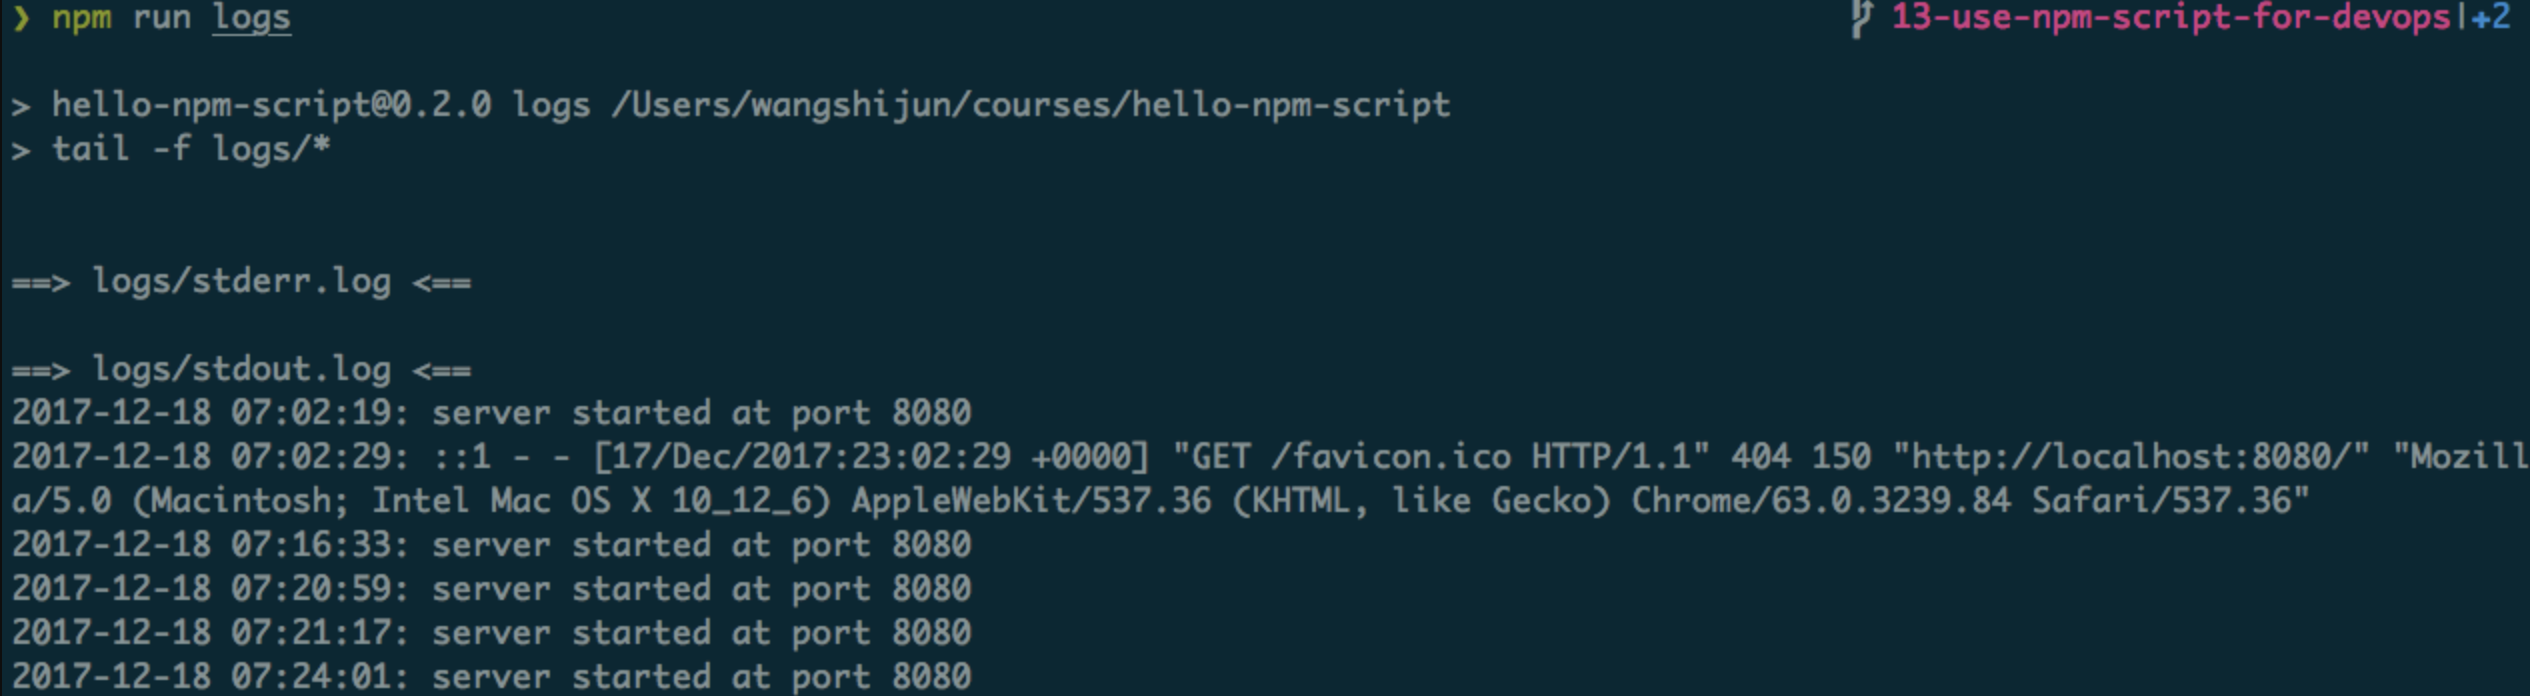 ❯ npm run logs 13-use-npm-script-for-devops|+2
> hello-npm-script@0.2.0 logs /Users/wangshijun/courses/hello-npm-script
> tail -f logs/*
==> logs/stderr.log <==
==> logs/stdout.log <==
2017-12-18 07:02:19: server started at port 8080
2017-12-18 07:02:29: ::1 - - [17/Dec/2017:23:02:29 +0000] "GET /favicon.ico HTTP/1.1" 404 150 "http://localhost:8080/" "Mozill
a/5.0 (Macintosh; Intel Mac OS X 10_12_6) AppleWebKit/537.36 (KHTML, like Gecko) Chrome/63.0.3239.84 Safari/537.36"
2017-12-18 07:16:33: server started at port 8080
2017-12-18 07:20:59: server started at port 8080
2017-12-18 07:21:17: server started at port 8080
2017-12-18 07:24:01: server started at port 8080